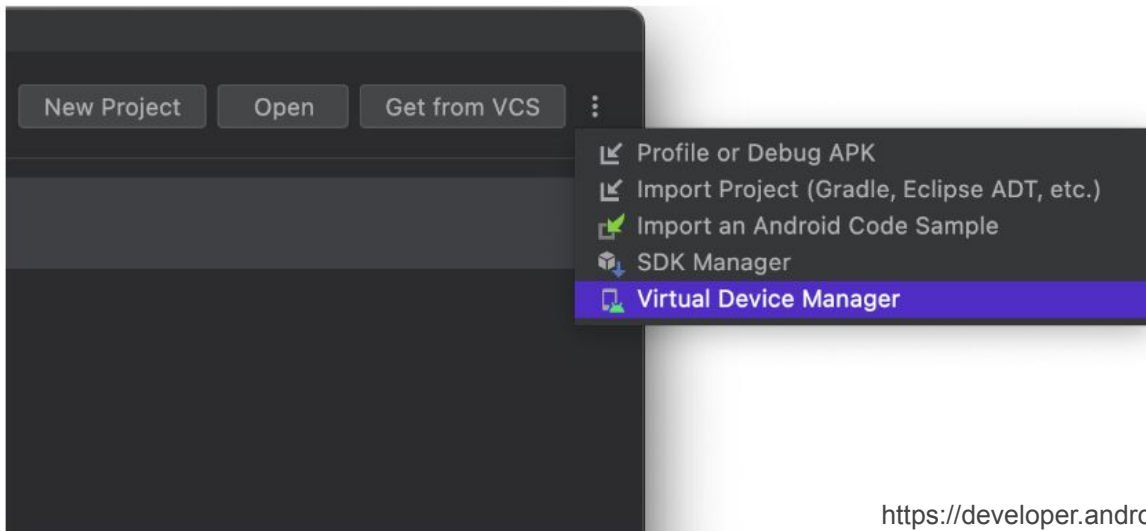 New Project Open Get from VCS
Profile or Debug APK
Import Project (Gradle, Eclipse ADT, etc.)
Import an Android Code Sample
SDK Manager
Virtual Device Manager
https://developer.andro